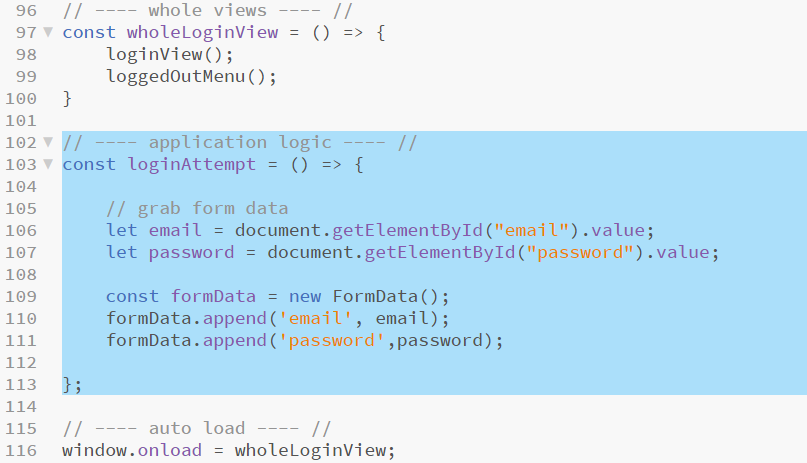 96 // ---- whole views ---- //
97 const wholeLoginView = () => {
98     loginView();
99     loggedOutMenu();
100 }
101
102 // ---- application logic ---- //
103 const loginAttempt = () => {
104
105     // grab form data
106     let email = document.getElementById("email").value;
107     let password = document.getElementById("password").value;
108
109     const formData = new FormData();
110     formData.append('email', email);
111     formData.append('password',password);
112
113 };
114
115 // ---- auto load ---- //
116 window.onload = wholeLoginView;